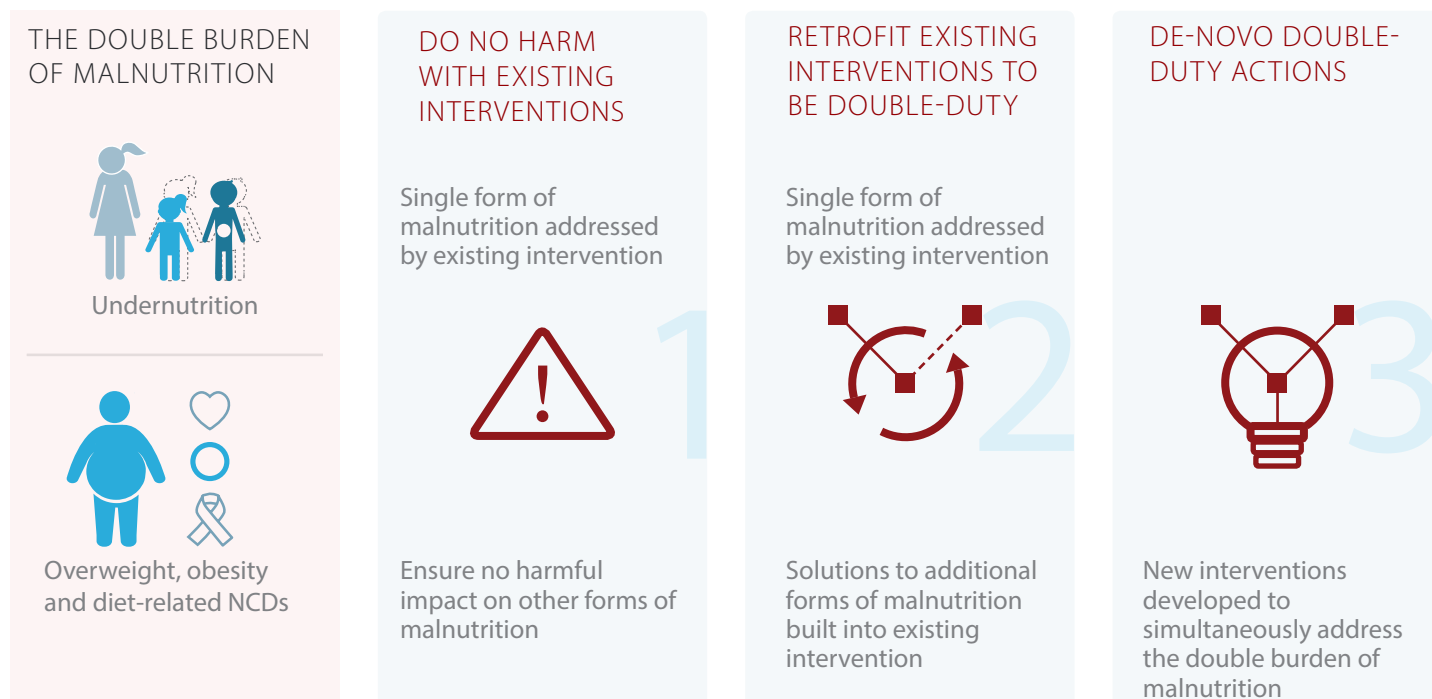 THE DOUBLE BURDEN
OF MALNUTRITION
Undernutrition
Overweight, obesity
and diet-related NCDs
DO NO HARM
WITH EXISTING
INTERVENTIONS
Single form of
malnutrition addressed
by existing intervention
!
1
Ensure no harmful
impact on other forms of
malnutrition
RETROFIT EXISTING
INTERVENTIONS TO
BE DOUBLE-DUTY
Single form of
malnutrition addressed
by existing intervention
2
Solutions to additional
forms of malnutrition
built into existing
intervention
DE-NOVO DOUBLE-
DUTY ACTIONS
3
New interventions
developed to
simultaneously address
the double burden of
malnutrition